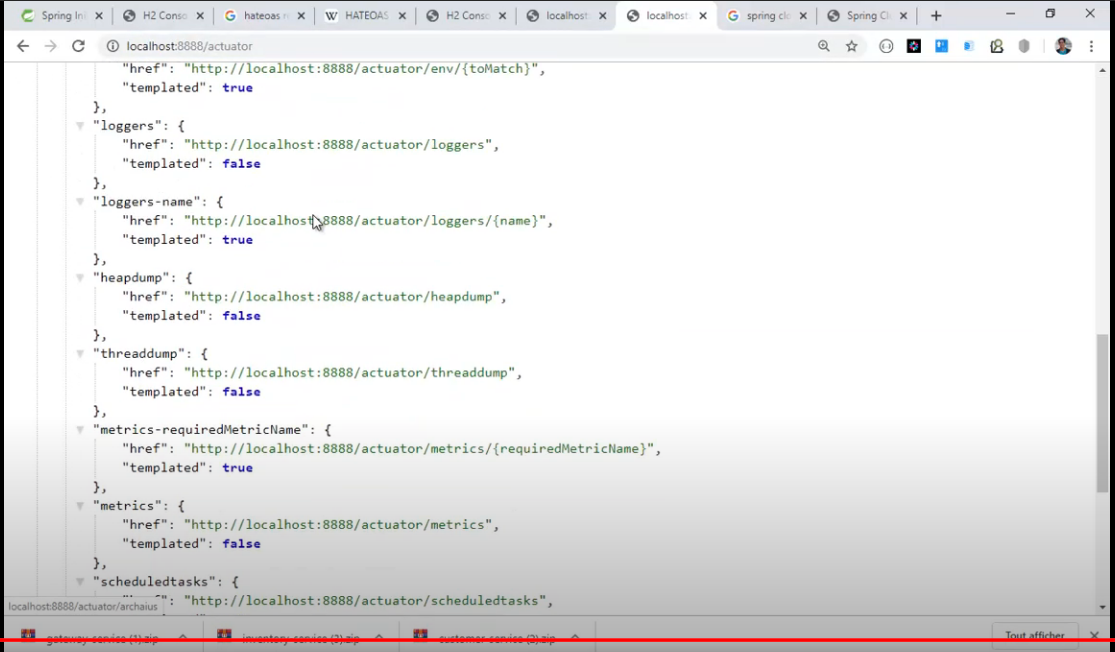 Spring Ini
H2 Conso
hateoas re
HATEOAS
H2 Conso
localhost:
localhost:
spring clo
Spring Clo
localhost:8888/actuator
"href": "http://localhost:8888/actuator/env/{toMatch}",
"templated": true
},
"loggers": {
"href": "http://localhost:8888/actuator/loggers",
"templated": false
},
"loggers-name": {
"href": "http://localhost:8888/actuator/loggers/{name}",
"templated": true
},
"heapdump": {
"href": "http://localhost:8888/actuator/heapdump",
"templated": false
},
"threaddump": {
"href": "http://localhost:8888/actuator/threaddump",
"templated": false
},
"metrics-requiredMetricName": {
"href": "http://localhost:8888/actuator/metrics/{requiredMetricName}",
"templated": true
},
"metrics": {
"href": "http://localhost:8888/actuator/metrics",
"templated": false
},
"scheduledtasks": {
"href": "http://localhost:8888/actuator/scheduledtasks",
localhost:8888/actuator/archaius
gateway-service (1).zip
inventory-service (3).zip
customer-service (2).zip
Tout afficher